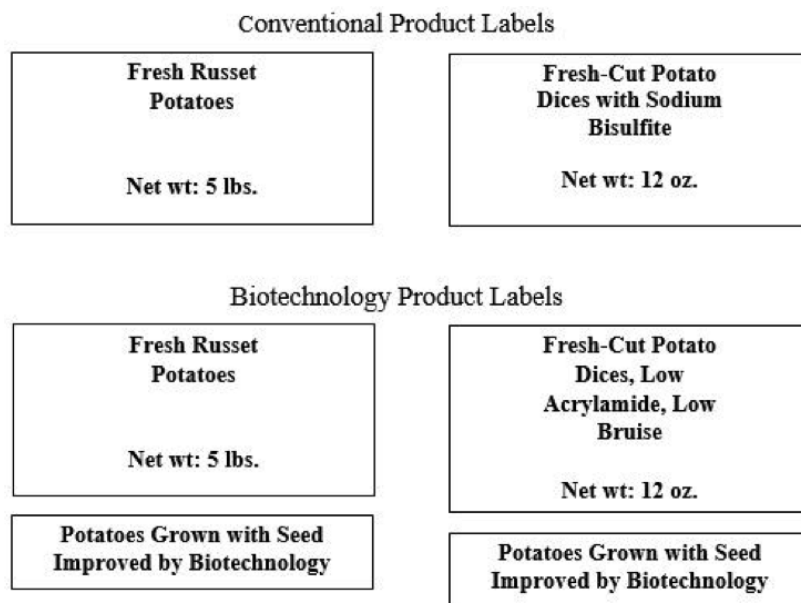 Conventional Product Labels
Fresh Russet
Potatoes
Net wt: 5 lbs.
Fresh-Cut Potato
Dices with Sodium
Bisulfite
Net wt: 12 oz.
Biotechnology Product Labels
Fresh Russet
Potatoes
Net wt: 5 lbs.
Potatoes Grown with Seed
Improved by Biotechnology
Fresh-Cut Potato
Dices, Low
Acrylamide, Low
Bruise
Net wt: 12 oz.
Potatoes Grown with Seed
Improved by Biotechnology